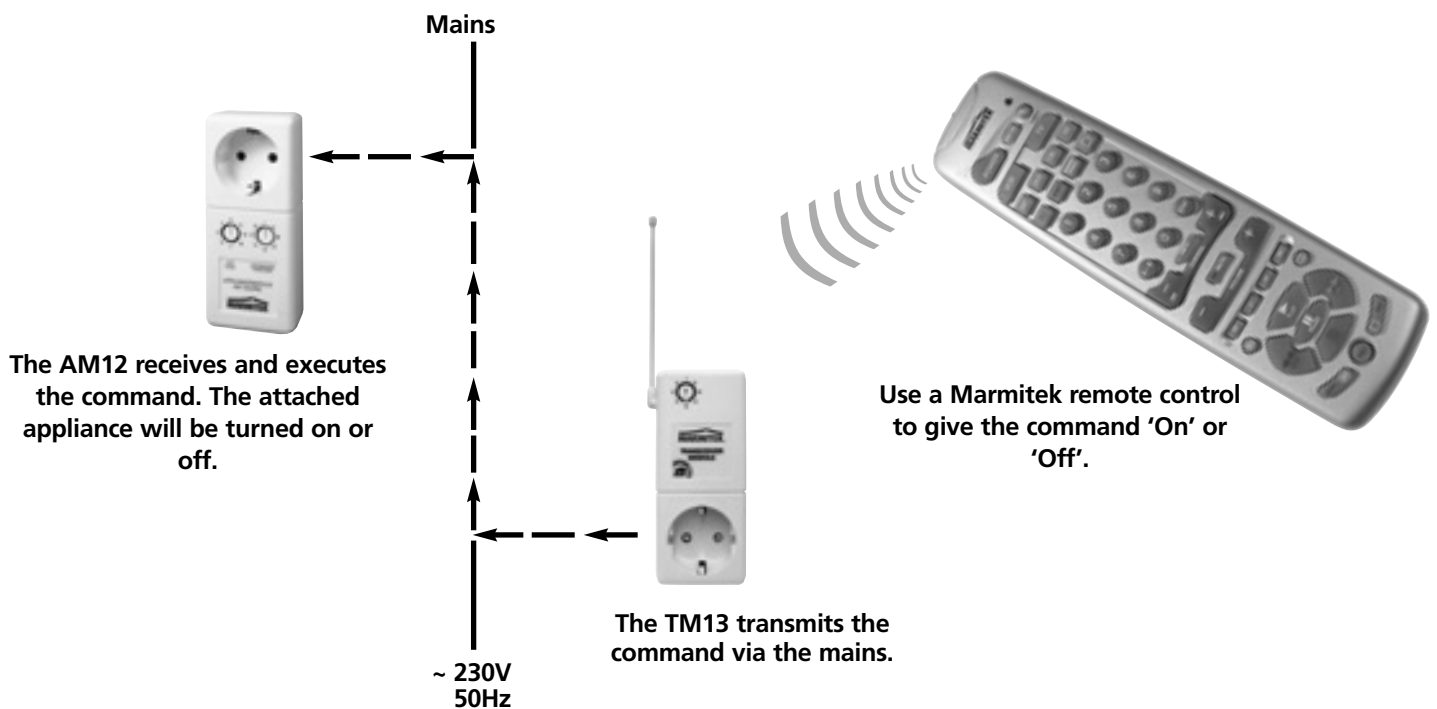 Mains
The AM12 receives and executes
the command. The attached
appliance will be turned on or
off.
Use a Marmitek remote control
to give the command ‘On’ or
‘Off’.
The TM13 transmits the
command via the mains.
~ 230V
50Hz